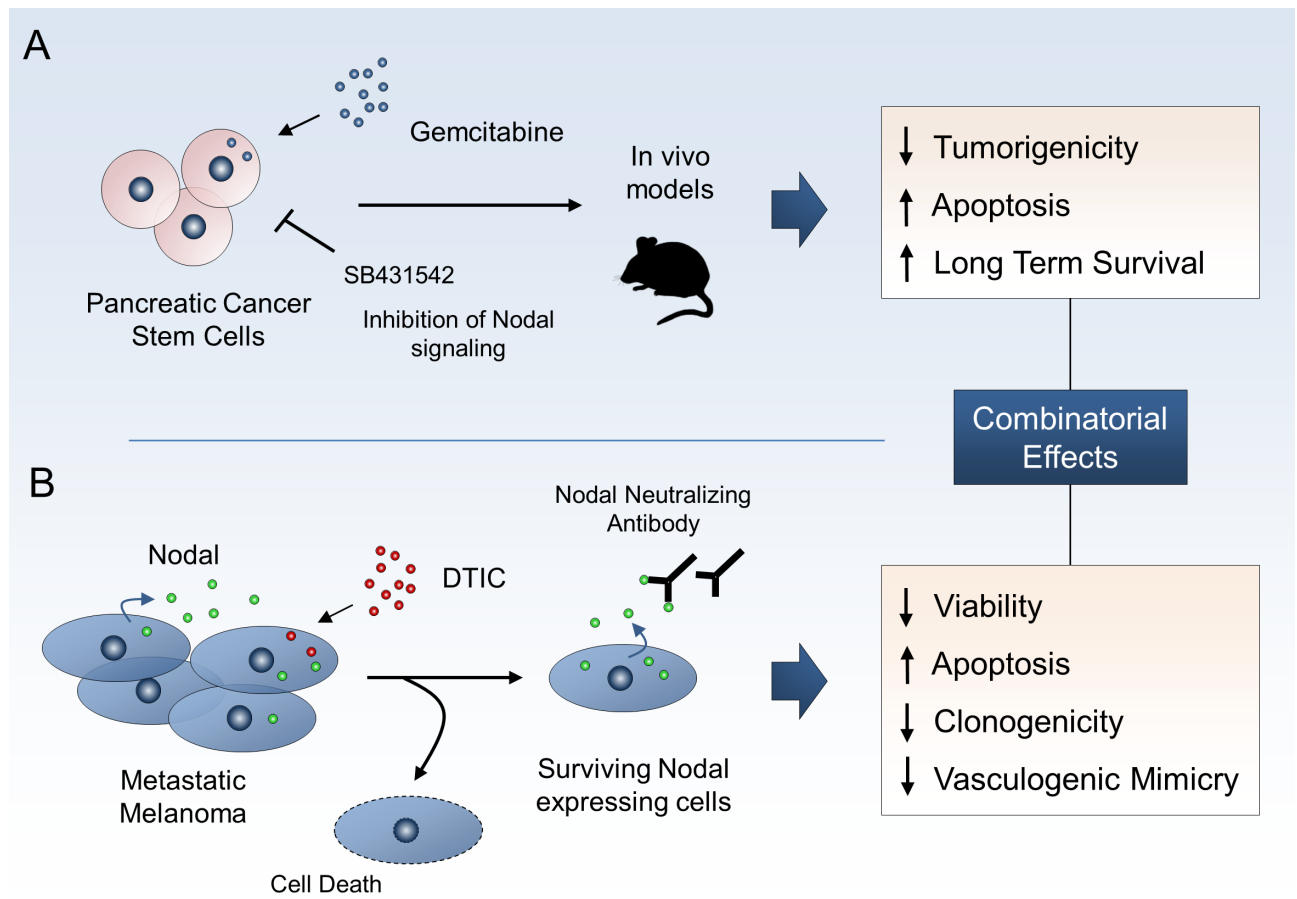 A
Gemcitabine
In vivo
models
SB431542
Inhibition of Nodal
signaling
Pancreatic Cancer
Stem Cells
Tumorigenicity
Apoptosis
Long Term Survival
Combinatorial
Effects
B
Nodal
DTIC
Nodal Neutralizing
Antibody
Metastatic
Melanoma
Cell Death
Surviving Nodal
expressing cells
Viability
Apoptosis
Clonogenicity
Vasculogenic Mimicry